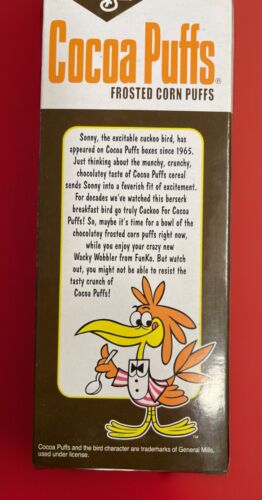 Cocoa Puffs®
FROSTED CORN PUFFS
Sonny, the excitable cuckoo bird, has
appeared on Cocoa Puffs boxes since 1965.
Just thinking about the munchy, crunchy,
chocolatey taste of Cocoa Puffs cereal
sends Sonny into a feverish fit of excitement.
For decades we've watched this berserk
breakfast bird go truly Cuckoo For Cocoa
Puffs! So, maybe it's time for a bowl of the
chocolatey frosted corn puffs right now,
while you enjoy your crazy new
Wacky Wobbler from FunKo. But watch
out, you might not be able to resist the
tasty crunch of
Cocoa Puffs!
™
Cocoa Puffs and the bird character are trademarks of General Mills,
used under license.